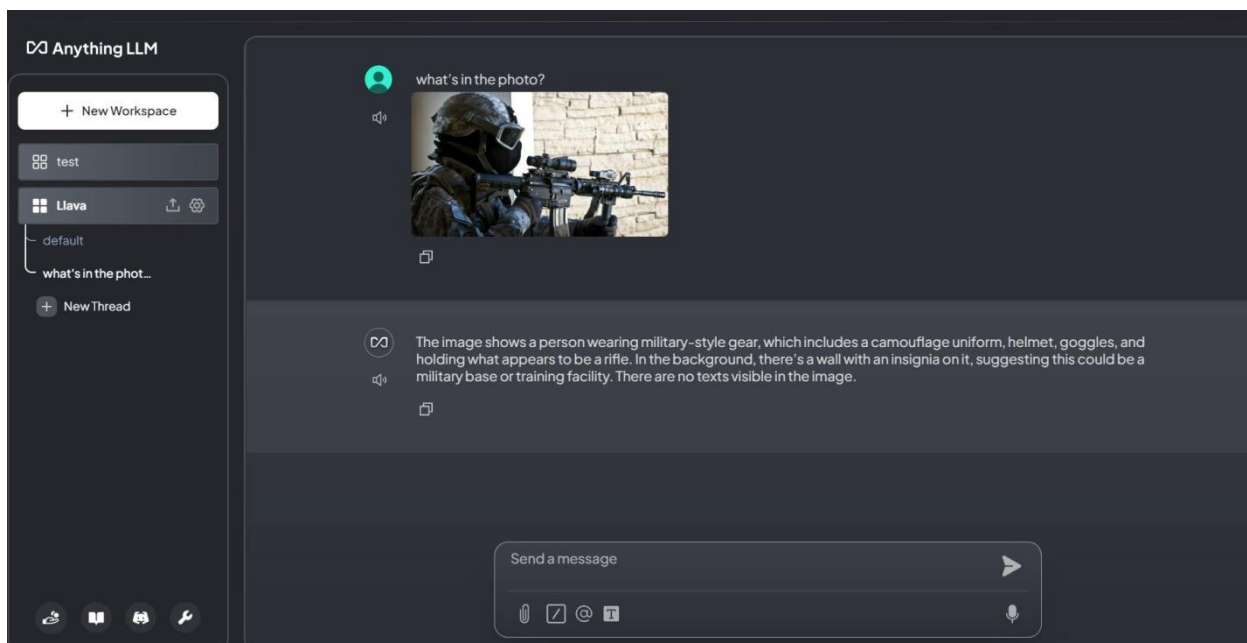 Anything LLM
+ New Workspace
test
Llava
default
what's in the phot...
+ New Thread
what's in the photo?
The image shows a person wearing military-style gear, which includes a camouflage uniform, helmet, goggles, and
holding what appears to be a rifle. In the background, there's a wall with an insignia on it, suggesting this could be a
military base or training facility. There are no texts visible in the image.
Send a message
@ T